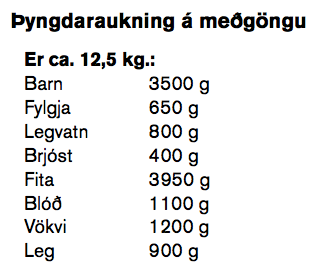 Þyngdaraukning á meðgöngu
Er ca. 12,5 kg.:
Barn 3500 g
Fylgja 650 g
Legvatn 800 g
Brjóst 400 g
Fita 3950 g
Blóð 1100 g
Vökvi 1200 g
Leg 900 g